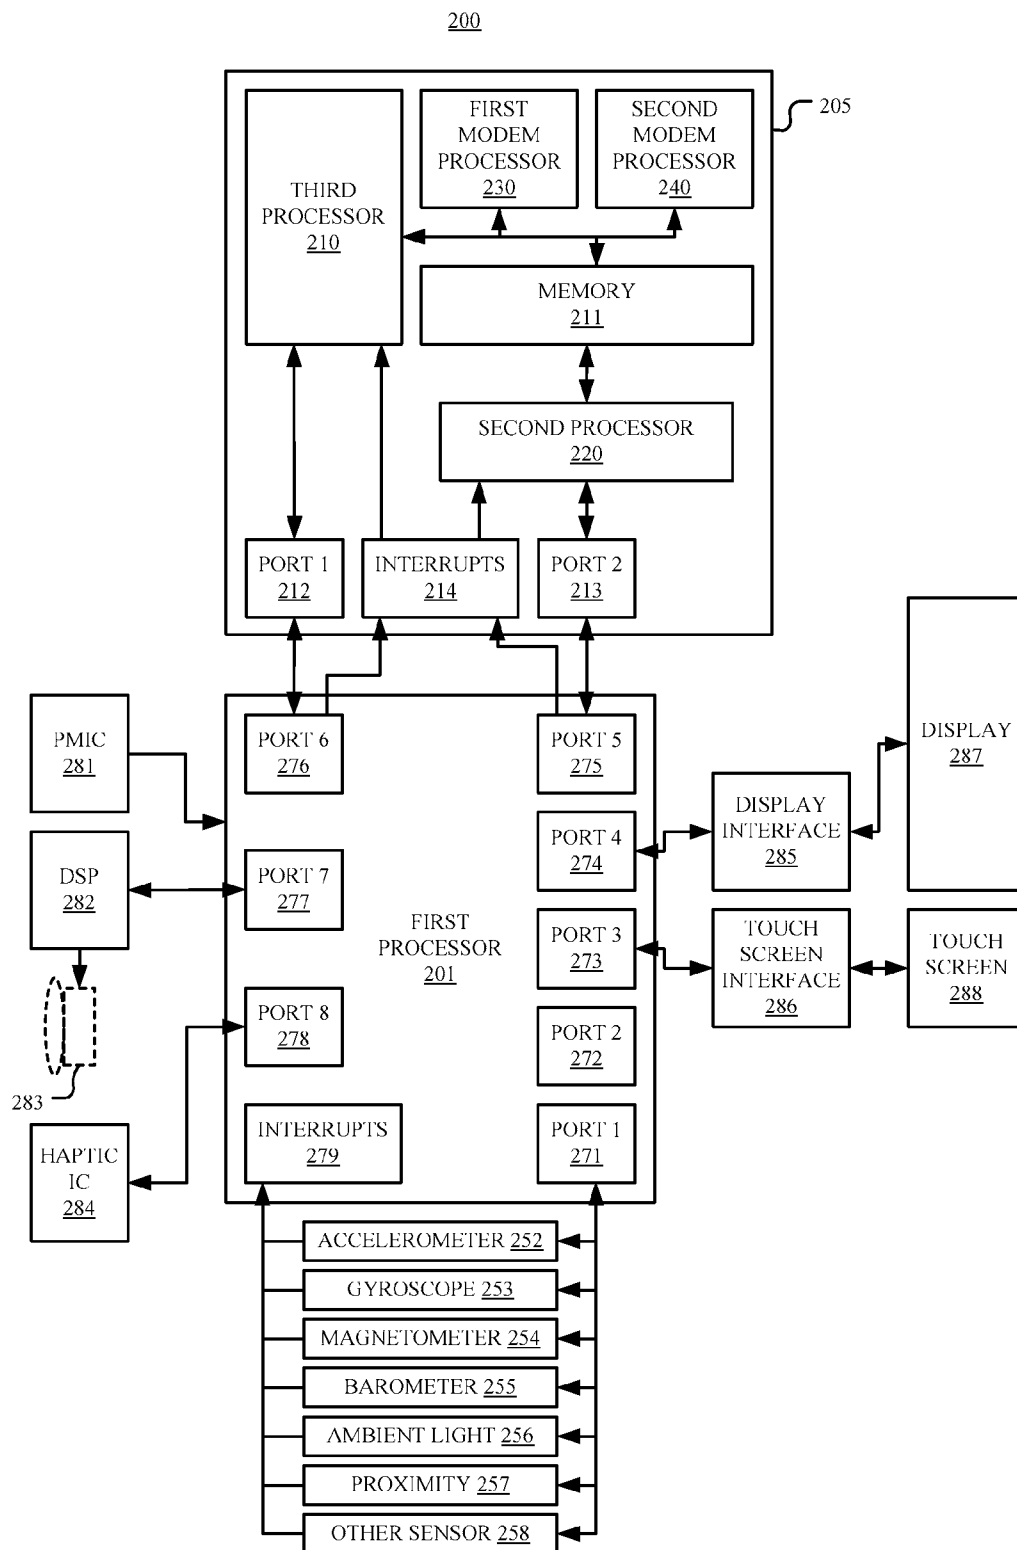 200
205
FIRST
MODEM
PROCESSOR
230
SECOND
MODEM
PROCESSOR
240
THIRD
PROCESSOR
210
MEMORY
211
SECOND PROCESSOR
220
PORT 1
212
INTERRUPTS
214
PORT 2
213
PMIC
281
DSP
282
283
HAPTIC
IC
284
PORT 6
276
PORT 7
277
PORT 8
278
INTERRUPTS
279
FIRST
PROCESSOR
201
PORT 5
275
PORT 4
274
PORT 3
273
PORT 2
272
PORT 1
271
DISPLAY
INTERFACE
285
DISPLAY
287
TOUCH
SCREEN
INTERFACE
286
TOUCH
SCREEN
288
ACCELEROMETER 252
GYROSCOPE 253
MAGNETOMETER 254
BAROMETER 255
AMBIENT LIGHT 256
PROXIMITY 257
OTHER SENSOR 258